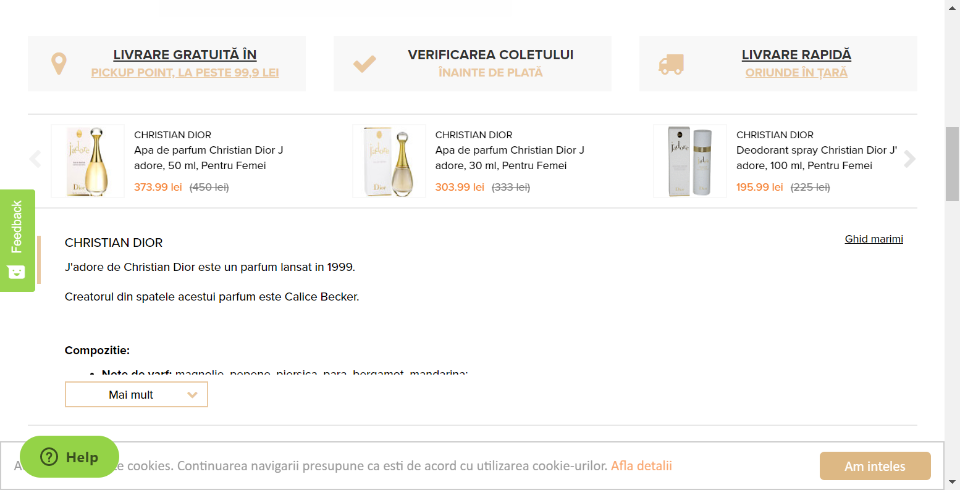 LIVRARE GRATUITĂ ÎN
PICKUP POINT, LA PESTE 99.9 LEI
VERIFICAREA COLETULUI
ÎNAINTE DE PLATĂ
LIVRARE RAPIDĂ
ORIUNDE ÎN ȚARĂ
CHRISTIAN DIOR
Apa de parfum Christian Dior J
adore, 50 ml, Pentru Femei
373.99 lei (450 lei)
CHRISTIAN DIOR
Apa de parfum Christian Dior J
adore, 30 ml, Pentru Femei
303.99 lei (333 lei)
CHRISTIAN DIOR
Deodorant spray Christian Dior J'
adore, 100 ml, Pentru Femei
195.99 lei (225 lei)
Feedback
CHRISTIAN DIOR
Ghid marimi
J'adore de Christian Dior este un parfum lansat in 1999.
Creatorul din spatele acestui parfum este Calice Becker.
Compozitie:
Note de varf: magnolie, pepene, piersica, para, bergamot, mandarina;
Mai mult
Help
cookies. Continuarea navigarii presupune ca esti de acord cu utilizarea cookie-urilor. Afla detalii
Am inteles